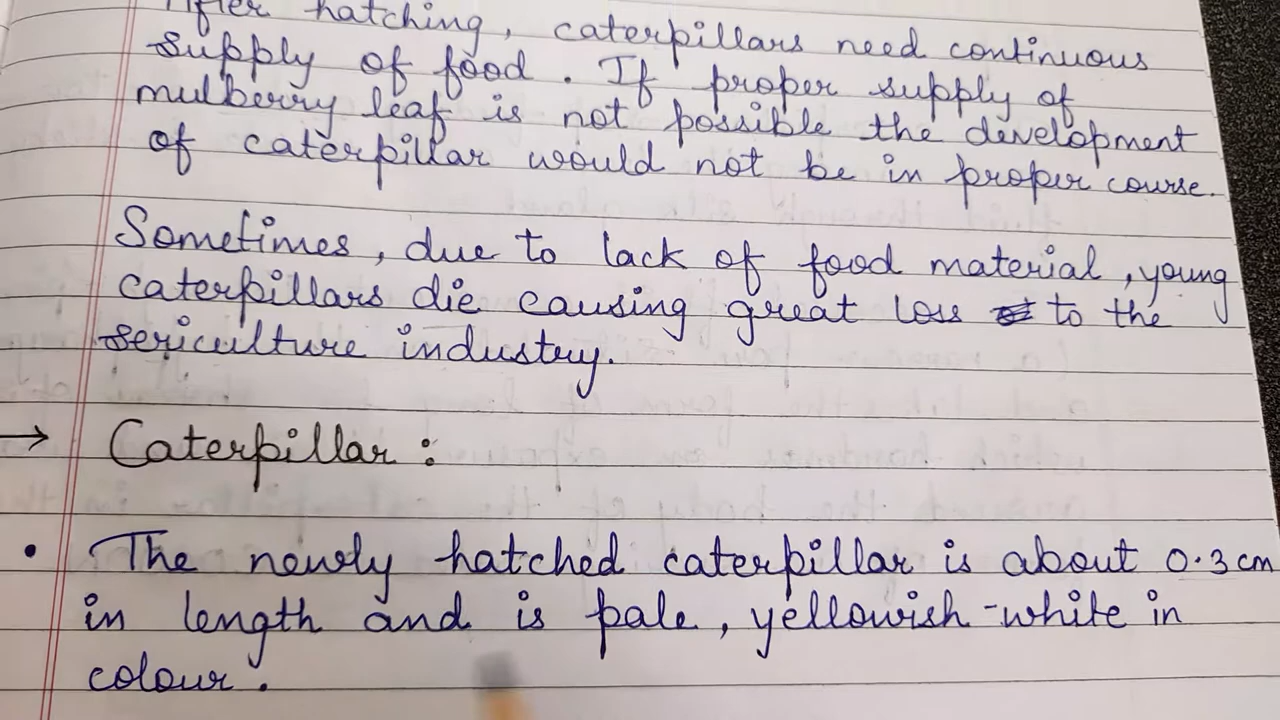 After hatching, caterpillars need continuous
supply of food. If proper supply of
mulberry leaf is not possible the development
of caterpillar would not be in proper course.
Sometimes, due to lack of food material, young
caterpillars die causing great loss to the
sericulture industry.
→ Caterpillar:
• The newly hatched caterpillar is about 0.3 cm
in length and is pale, yellowish-white in
colour.